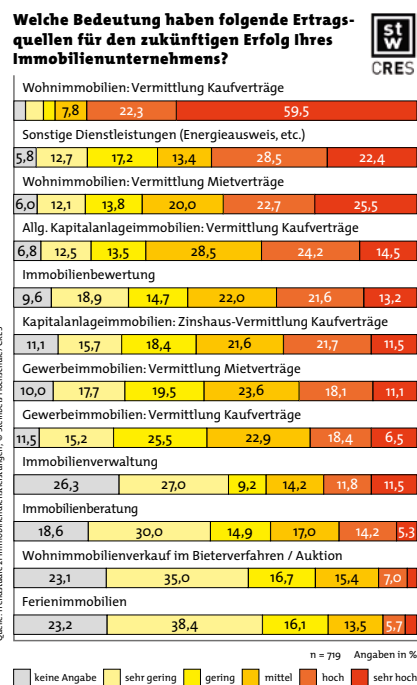 Welche Bedeutung haben folgende Ertrags-
quellen für den zukünftigen Erfolg Ihres
Immobilienunternehmens?
stw
CRES
Wohnimmobilien: Vermittlung Kaufverträge
7,8 22,3 59,5
Sonstige Dienstleistungen (Energieausweis, etc.)
5,8 12,7 17,2 13,4 28,5 22,4
Wohnimmobilien: Vermittlung Mietverträge
6,0 12,1 13,8 20,0 22,7 25,5
Allg. Kapitalanlageimmobilien: Vermittlung Kaufverträge
6,8 12,5 13,5 28,5 24,2 14,5
Immobilienbewertung
9,6 18,9 14,7 22,0 21,6 13,2
Kapitalanlageimmobilien: Zinshaus-Vermittlung Kaufverträge
11,1 15,7 18,4 21,6 21,7 11,5
Gewerbeimmobilien: Vermittlung Mietverträge
10,0 17,7 19,5 23,6 18,1 11,1
Gewerbeimmobilien: Vermittlung Kaufverträge
11,5 15,2 25,5 22,9 18,4 6,5
Immobilienverwaltung
26,3 27,0 9,2 14,2 11,8 11,5
Immobilienberatung
18,6 30,0 14,9 17,0 14,2 5,3
Wohnimmobilienverkauf im Bieterverfahren / Auktion
23,1 35,0 16,7 15,4 7,0
Ferienimmobilien
23,2 38,4 16,1 13,5 5,7
n = 719 Angaben in %
keine Angabe sehr gering gering mittel hoch sehr hoch